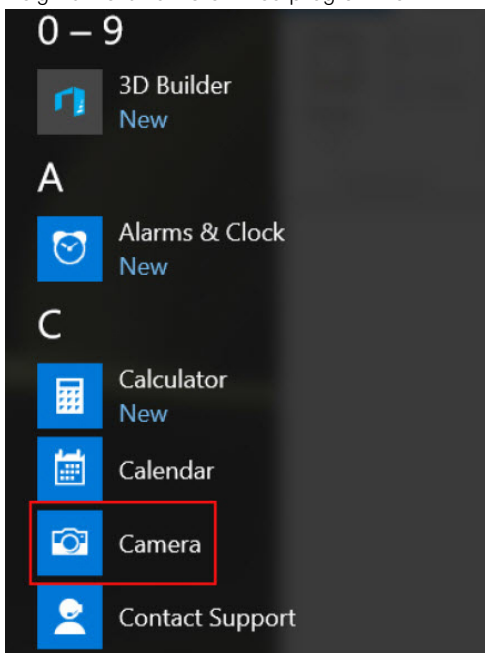 0 – 9
3D Builder
New
A
Alarms & Clock
New
C
Calculator
New
Calendar
Camera
Contact Support